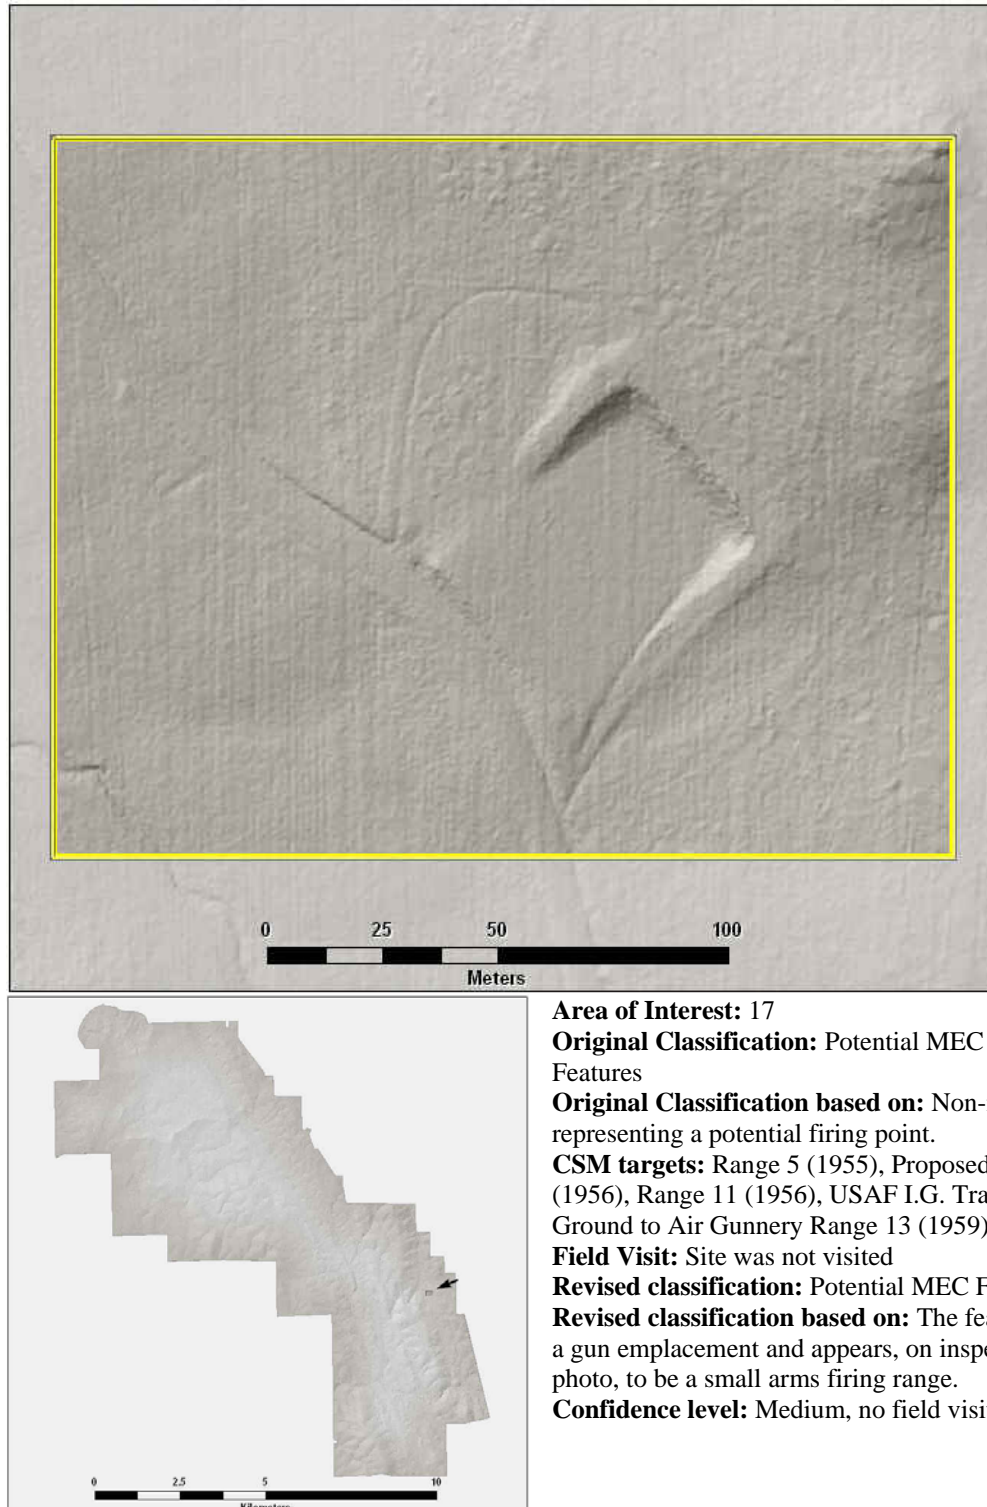 0 25 50 100
Meters
Area of Interest: 17
Original Classification: Potential MEC
Features
Original Classification based on: Non-
representing a potential firing point.
CSM targets: Range 5 (1955), Proposed
(1956), Range 11 (1956), USAF I.G. Tra
Ground to Air Gunnery Range 13 (1959)
Field Visit: Site was not visited
Revised classification: Potential MEC F
Revised classification based on: The fea
a gun emplacement and appears, on inspe
photo, to be a small arms firing range.
Confidence level: Medium, no field visi
0 2.5 5 10
Kilometers